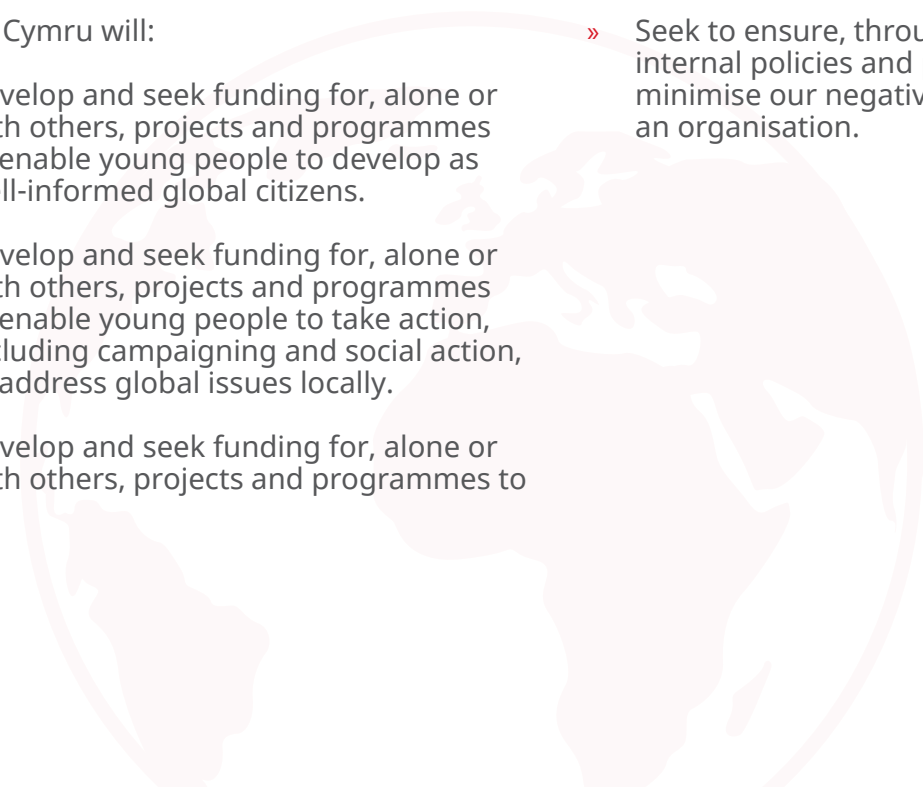 Cymru will:
velop and seek funding for, alone or
th others, projects and programmes
enable young people to develop as
ll-informed global citizens.
velop and seek funding for, alone or
th others, projects and programmes
enable young people to take action,
cluding campaigning and social action,
address global issues locally.
velop and seek funding for, alone or
th others, projects and programmes to
» Seek to ensure, throu
internal policies and
minimise our negativ
an organisation.